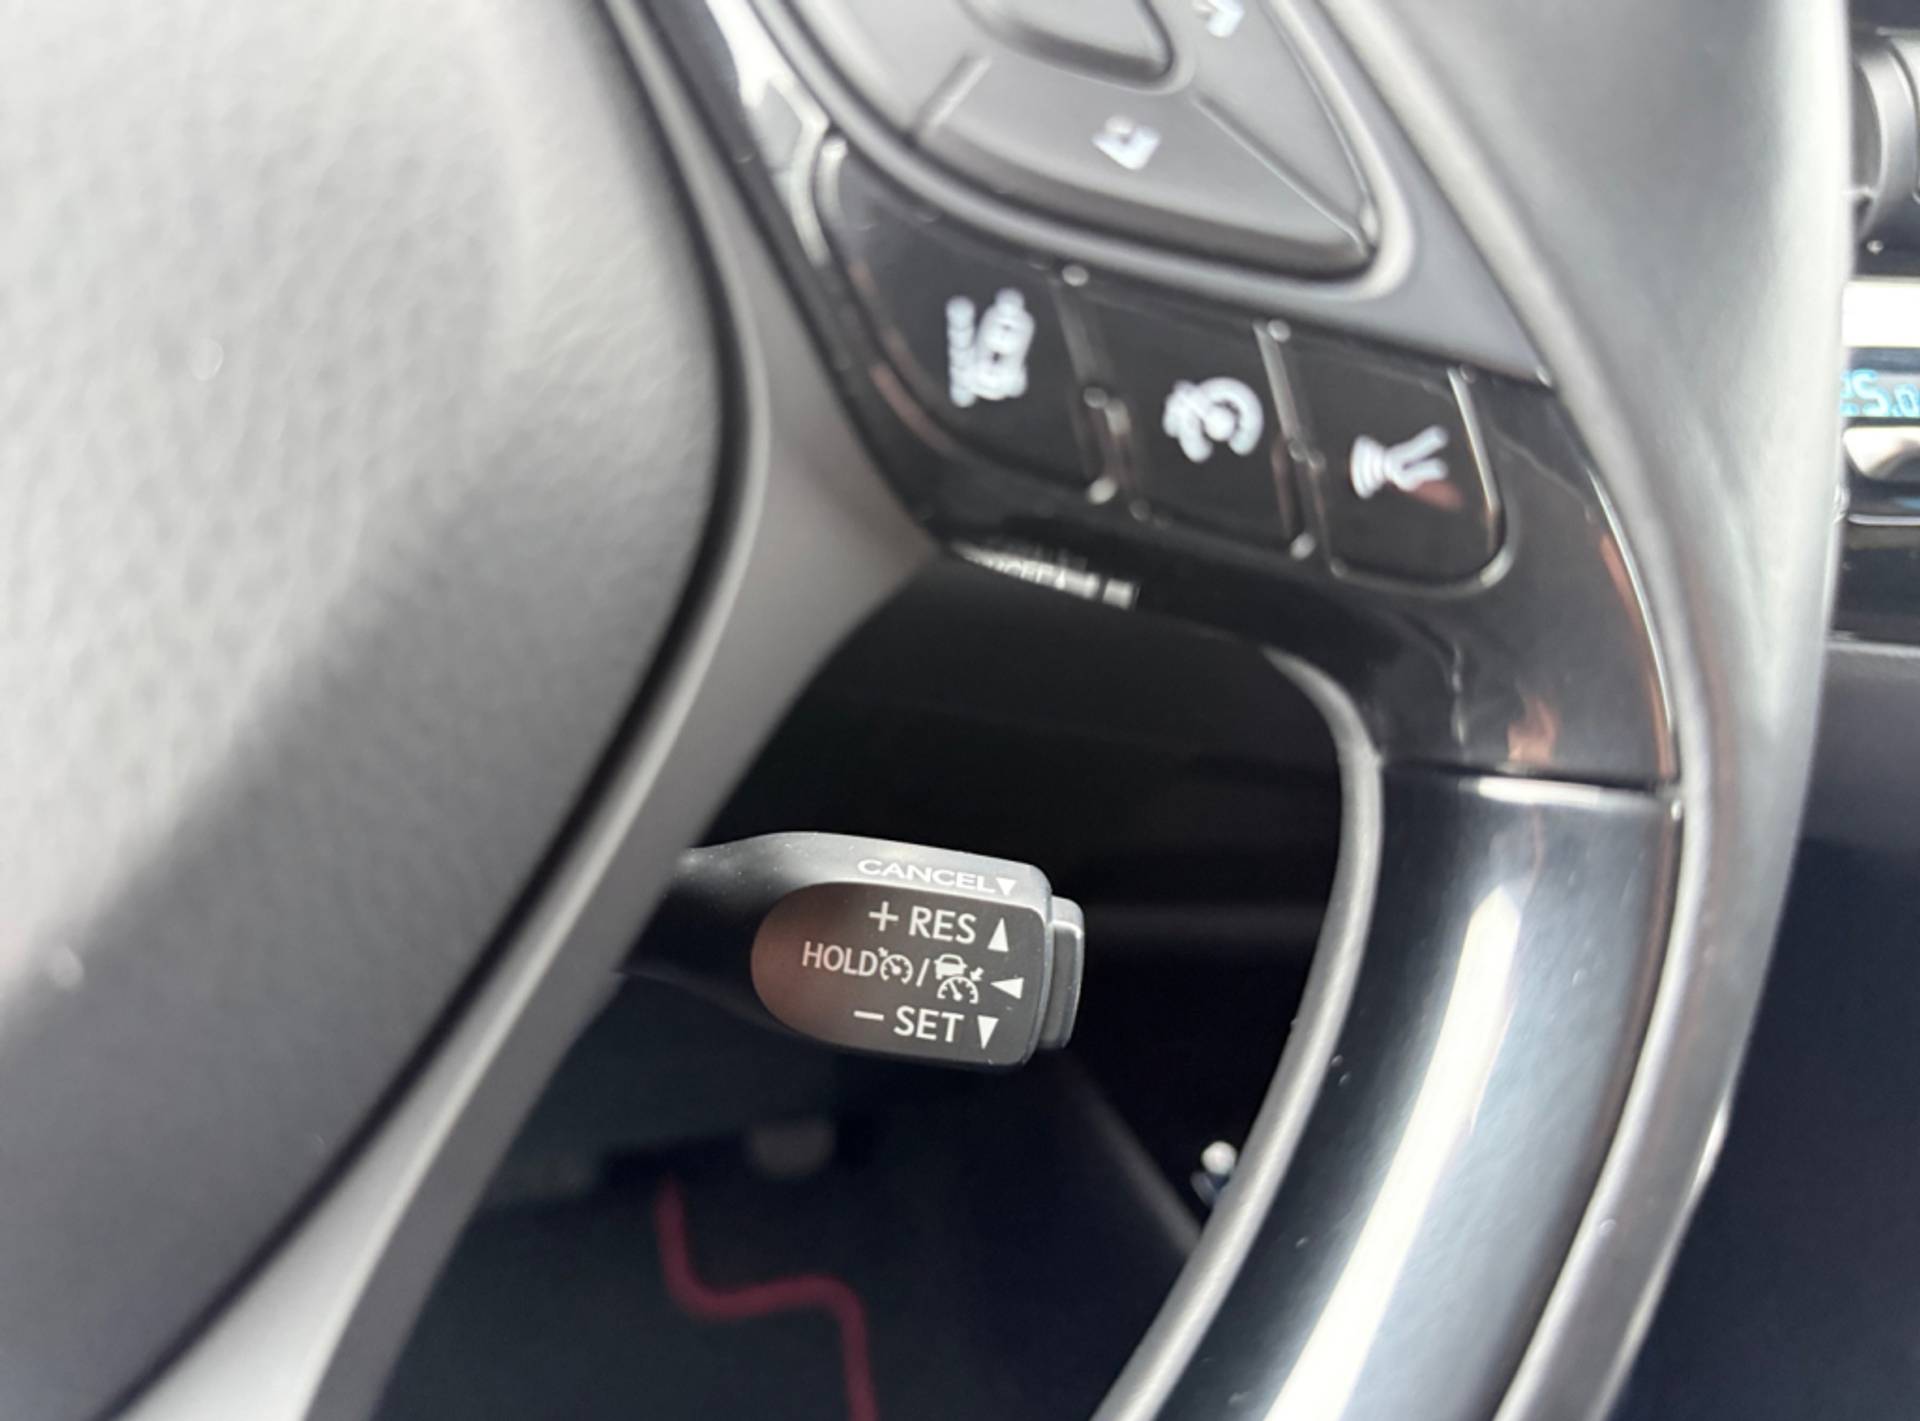 CANCEL▼
+ RES ▲
HOLD / ◀
− SET ▼